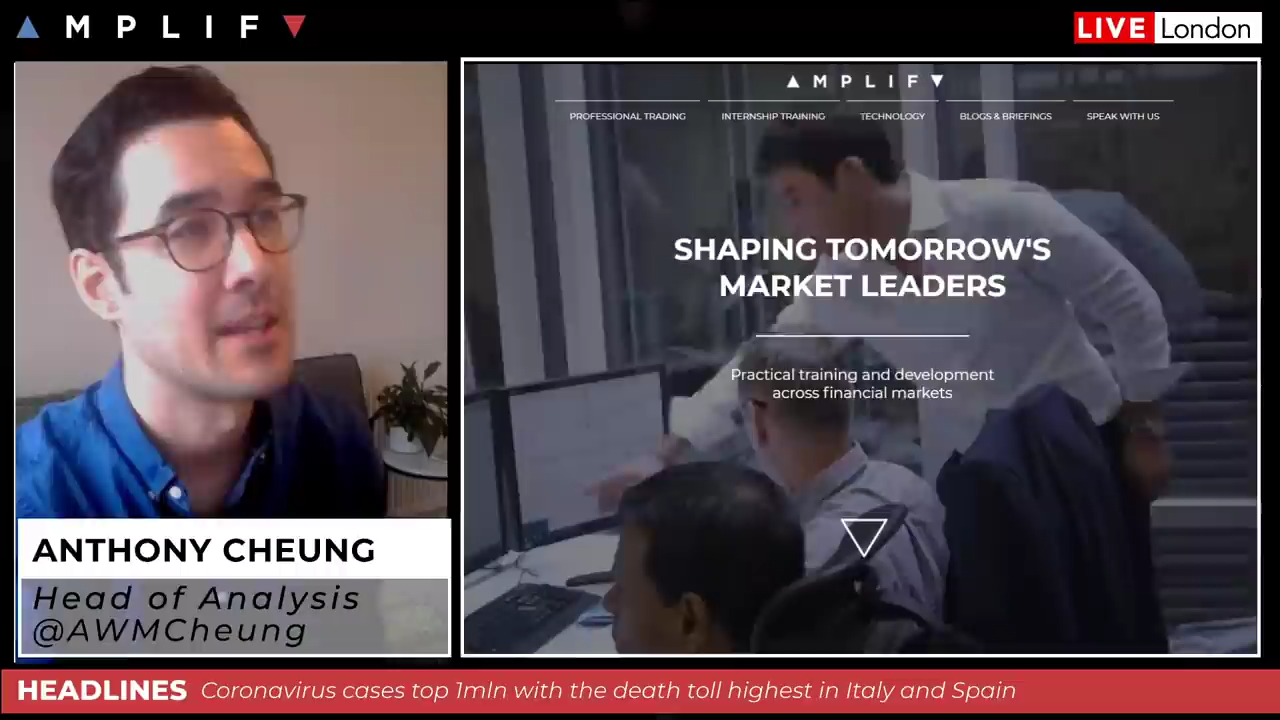 AMPLIFY
LIVE London
AMPLIFY
PROFESSIONAL TRADING
INTERNSHIP TRAINING
TECHNOLOGY
BLOGS & BRIEFINGS
SPEAK WITH US
SHAPING TOMORROW'S
MARKET LEADERS
Practical training and development
across financial markets
ANTHONY CHEUNG
Head of Analysis
@AWMCheung
HEADLINES Coronavirus cases top 1mln with the death toll highest in Italy and Spain